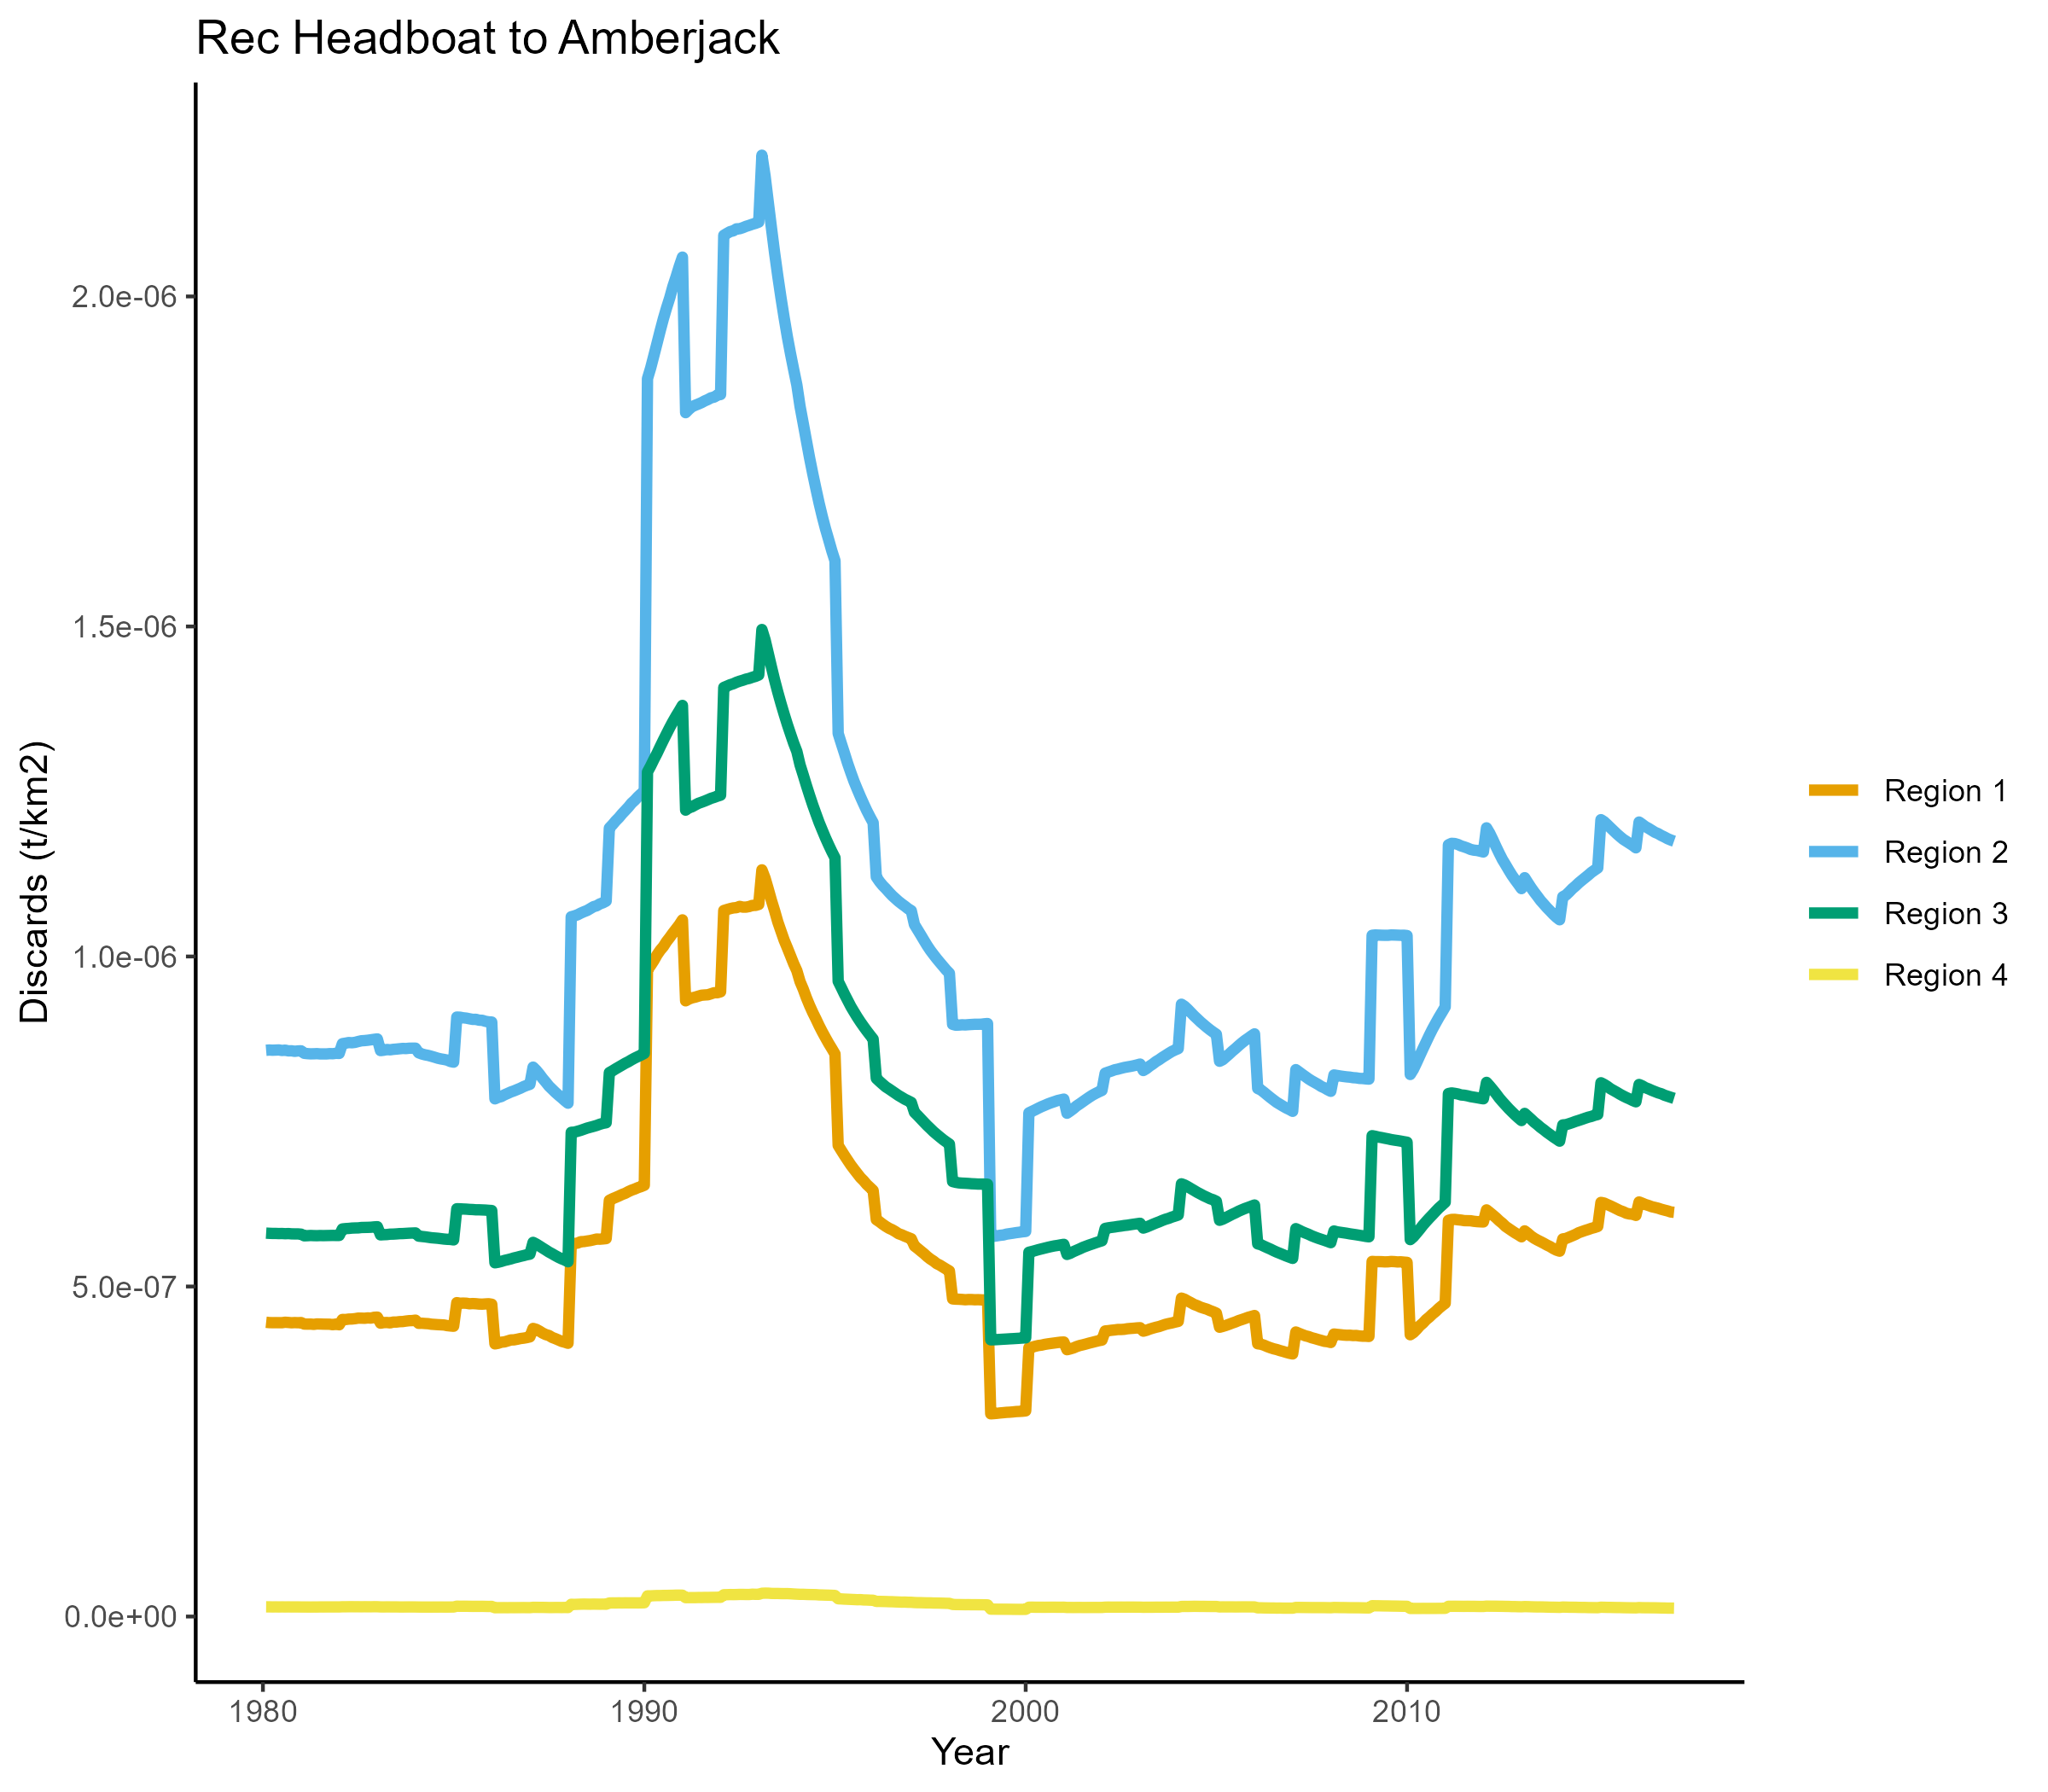 Rec Headboat to Amberjack
Discards (t/km2)
2.0e-06
1.5e-06
1.0e-06
5.0e-07
0.0e+00
1980
1990
2000
2010
Year
Region 1
Region 2
Region 3
Region 4